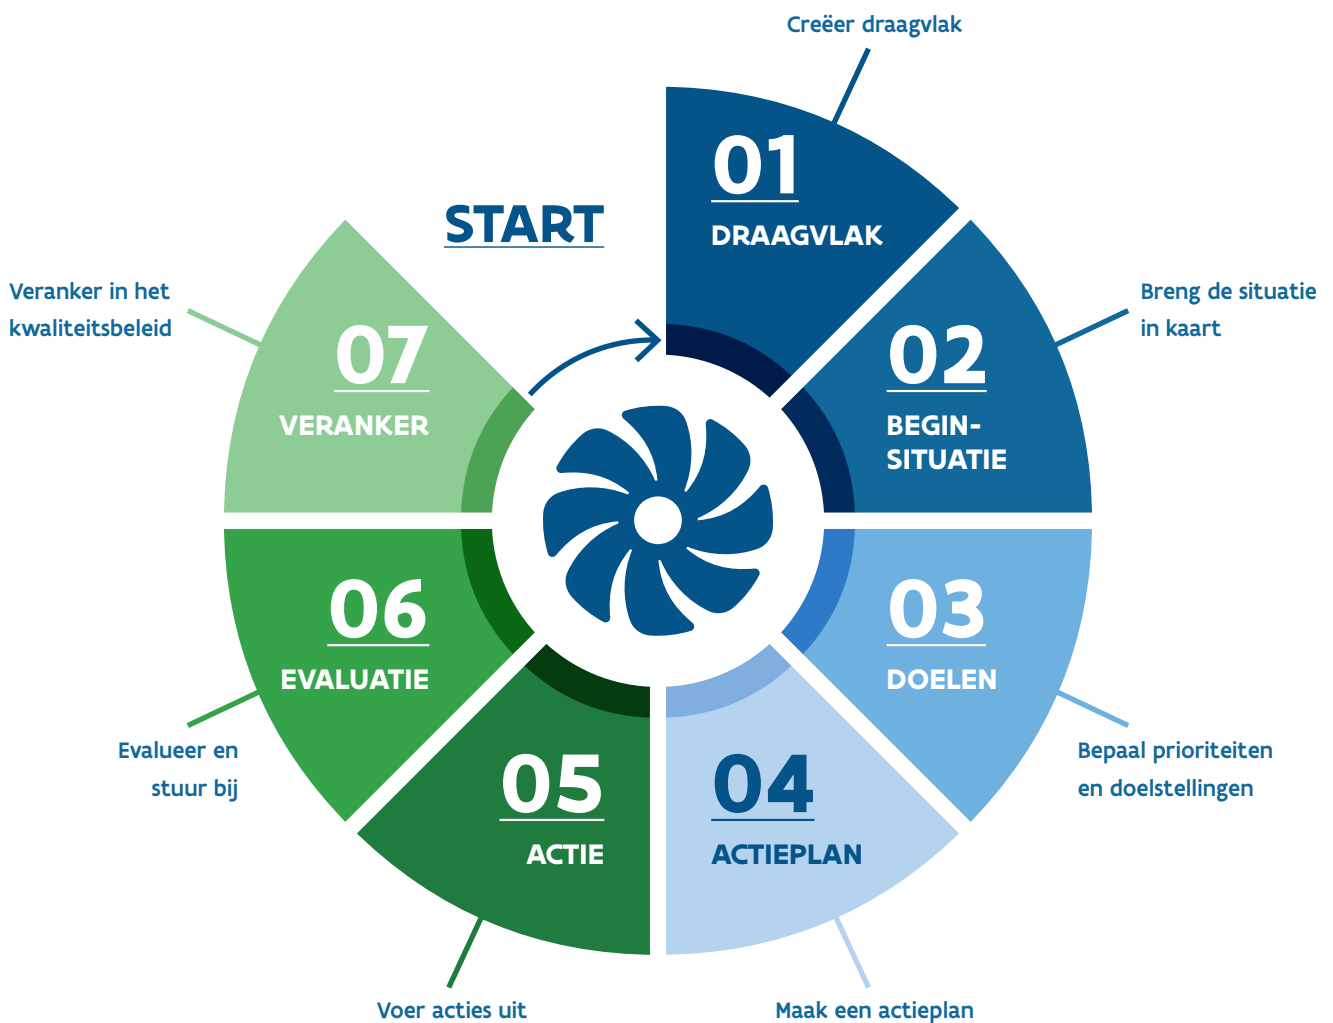 START
Creëer draagvlak
01
DRAAGVLAK
Breng de situatie
in kaart
02
BEGIN-
SITUATIE
03
DOELEN
Bepaal prioriteiten
en doelstellingen
04
ACTIEPLAN
Maak een actieplan
05
ACTIE
Voer acties uit
06
EVALUATIE
Evalueer en
stuur bij
07
VERANKER
Veranker in het
kwaliteitsbeleid